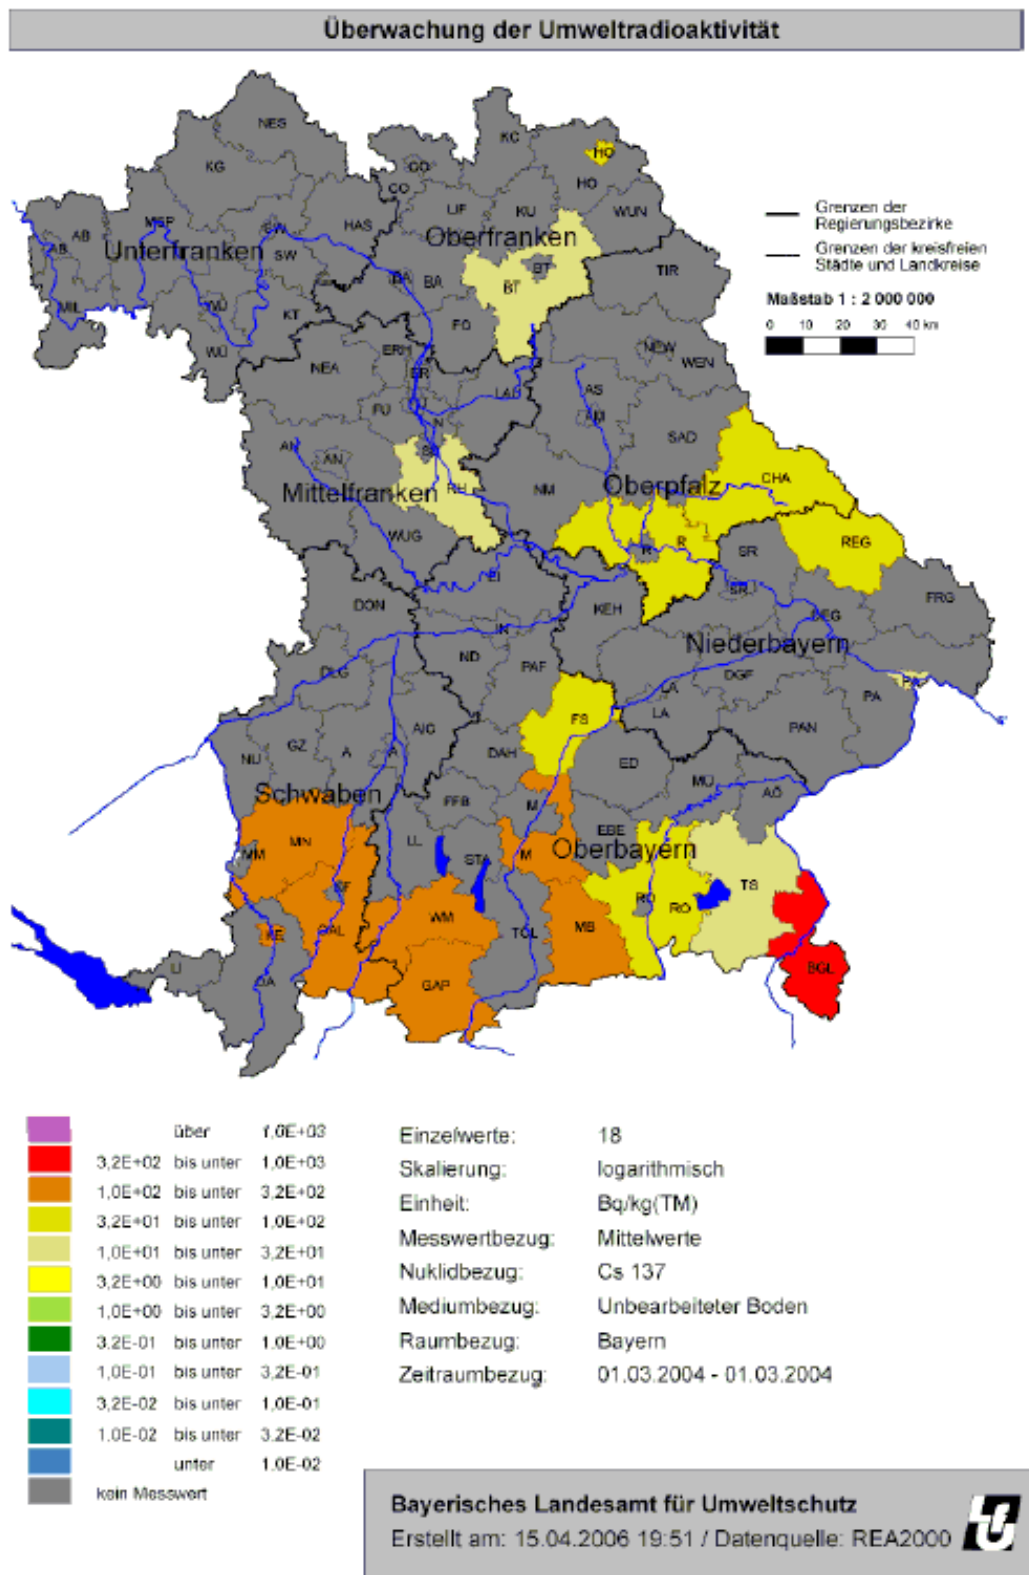 Überwachung der Umweltradioaktivität
NES
KC
HO
KG
CO
CO
HO
LIF
KU
WUN
MSP
SW
HAS
AB
AB
Unterfranken
SW
Oberfranken
Grenzen der
Regierungsbezirke
Grenzen der kreisfreien
Städte und Landkreise
BT
TIR
BA
BA
BT
MIL
WÜ
KT
Maßstab 1 : 2 000 000
0 10 20 30 40 km
FO
WÜ
ERH
NEA
ER
NEW
WEN
LAU
AS
FÜ
N
AM
SAD
AN
AN
SC
Mittelfranken
RH
NM
Oberpfalz
CHA
WUG
R
R
SR
REG
EI
SR
DON
KEH
DEG
FRG
IN
Niederbayern
ND
PAF
DGF
DLG
LA
PA
PA
FS
LA
AIC
PAN
GZ
A
A
NU
DAH
ED
MÜ
AÖ
Schwaben
FFB
M
EBE
MN
LL
Oberbayern
MM
STA
M
KF
TS
RO
RO
WM
KE
OAL
TÖL
MB
LI
OA
GAP
BGL
über 1,0E+03
3,2E+02 bis unter 1,0E+03
1,0E+02 bis unter 3,2E+02
3,2E+01 bis unter 1,0E+02
1,0E+01 bis unter 3,2E+01
3,2E+00 bis unter 1,0E+01
1,0E+00 bis unter 3,2E+00
3,2E-01 bis unter 1,0E+00
1,0E-01 bis unter 3,2E-01
3,2E-02 bis unter 1,0E-01
1,0E-02 bis unter 3,2E-02
unter 1,0E-02
kein Messwert
Einzelwerte: 18
Skalierung: logarithmisch
Einheit: Bq/kg(TM)
Messwertbezug: Mittelwerte
Nuklidbezug: Cs 137
Mediumbezug: Unbearbeiteter Boden
Raumbezug: Bayern
Zeitraumbezug: 01.03.2004 - 01.03.2004
Bayerisches Landesamt für Umweltschutz
Erstellt am: 15.04.2006 19:51 / Datenquelle: REA2000